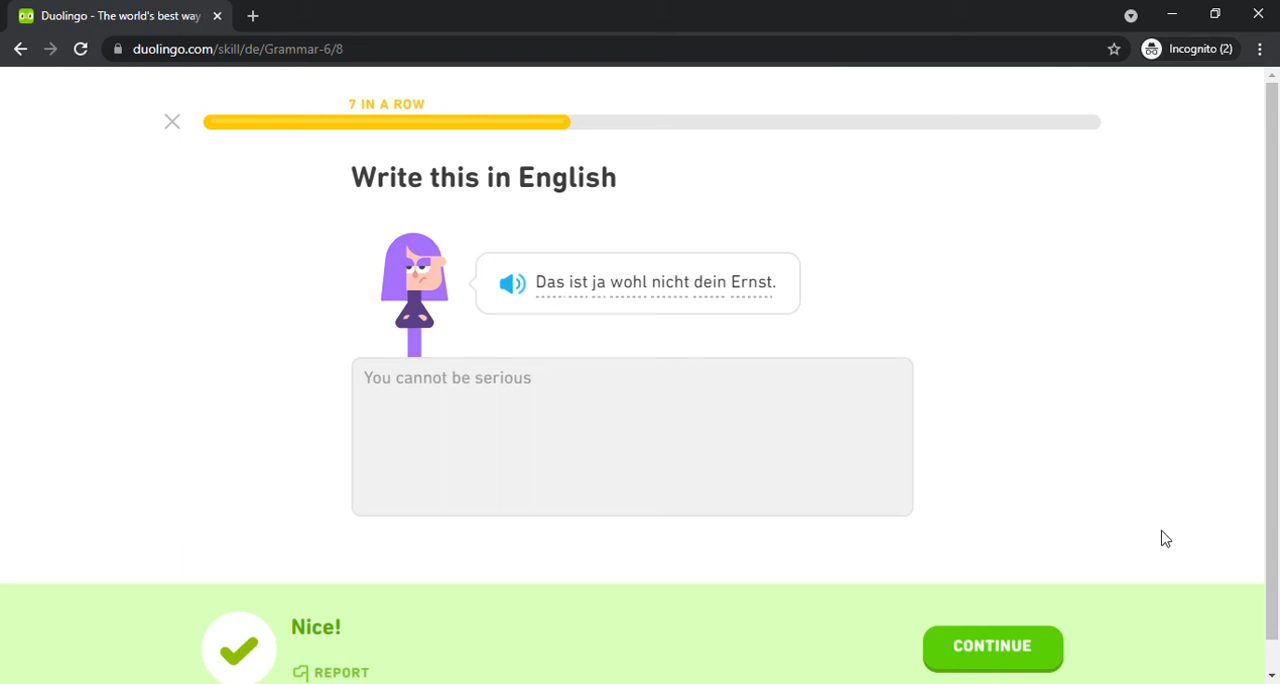 Duolingo - The world's best way
duolingo.com/skill/de/Grammar-6/8
Incognito (2)
7 IN A ROW
Write this in English
Das ist ja wohl nicht dein Ernst.
You cannot be serious
Nice!
REPORT
CONTINUE